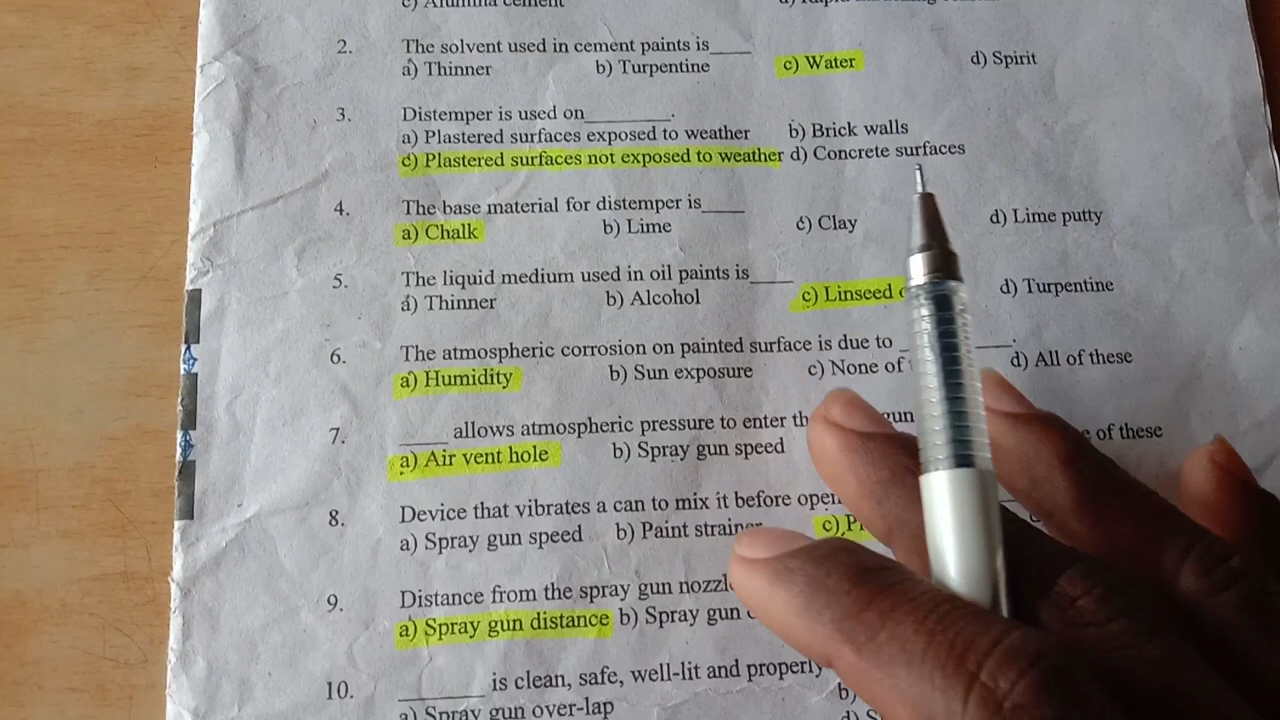 c) Alumina cement
2. The solvent used in cement paints is____
a) Thinner b) Turpentine c) Water d) Spirit
3. Distemper is used on________.
a) Plastered surfaces exposed to weather b) Brick walls
c) Plastered surfaces not exposed to weather d) Concrete surfaces
4. The base material for distemper is____
a) Chalk b) Lime c) Clay d) Lime putty
5. The liquid medium used in oil paints is____
a) Thinner b) Alcohol c) Linseed d) Turpentine
6. The atmospheric corrosion on painted surface is due to ____.
a) Humidity b) Sun exposure c) None of d) All of these
7. ____ allows atmospheric pressure to enter gun
a) Air vent hole b) Spray gun speed of these
8. Device that vibrates a can to mix it before
a) Spray gun speed b) Paint strainer c)
9. Distance from the spray gun
a) Spray gun distance b) Spray gun
10. ________ is clean, safe, well-lit and properly
a) Spray gun over-lap b)